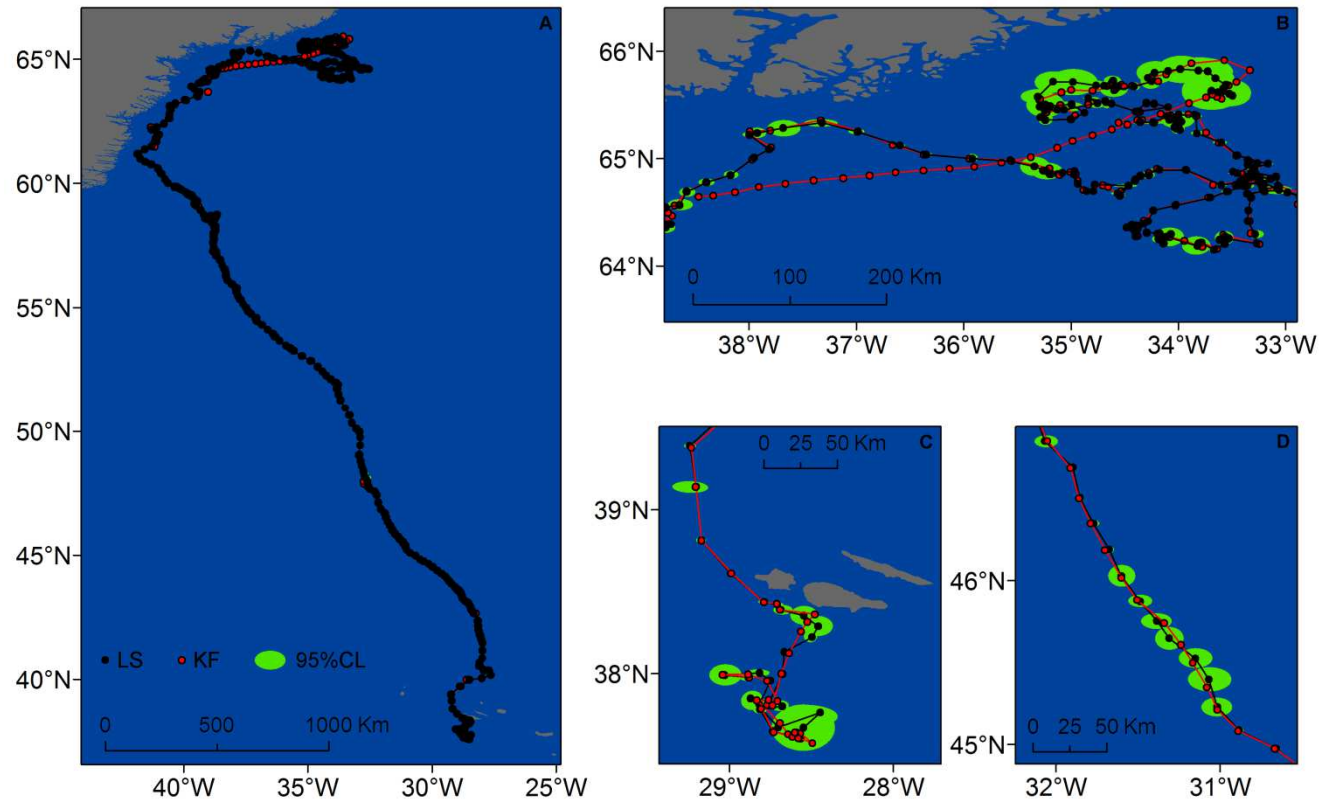 A
65°N
60°N
55°N
50°N
45°N
40°N
LS KF 95%CL
0 500 1000 Km
40°W 35°W 30°W 25°W
B
66°N
65°N
64°N
0 100 200 Km
38°W 37°W 36°W 35°W 34°W 33°W
C
0 25 50 Km
39°N
38°N
29°W 28°W
D
46°N
45°N
0 25 50 Km
32°W 31°W